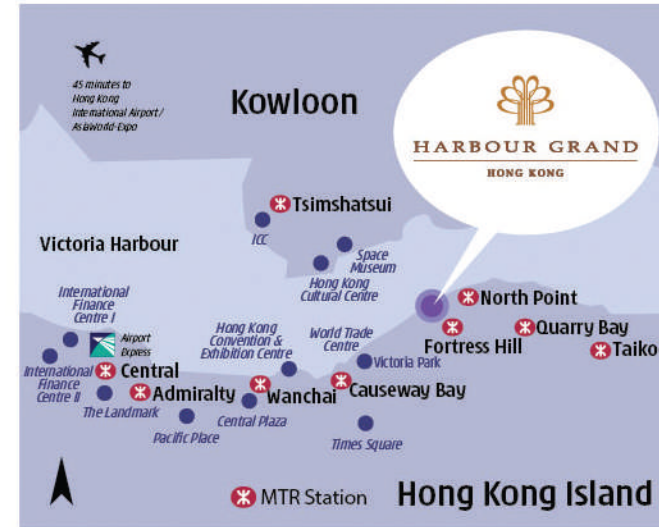 45 minutes to
Hong Kong
International Airport /
AsiaWorld-Expo
Kowloon
HARBOUR GRAND
HONG KONG
Tsimshatsui
ICC
Space
Museum
Hong Kong
Cultural Centre
Victoria Harbour
International
Finance
Centre I
Airport
Express
International
Finance
Centre II
Central
The Landmark
Admiralty
Pacific Place
Hong Kong
Convention &
Exhibition Centre
Wanchai
Central Plaza
World Trade
Centre
Victoria Park
Causeway Bay
Times Square
North Point
Fortress Hill
Quarry Bay
Taiko
MTR Station
Hong Kong Island